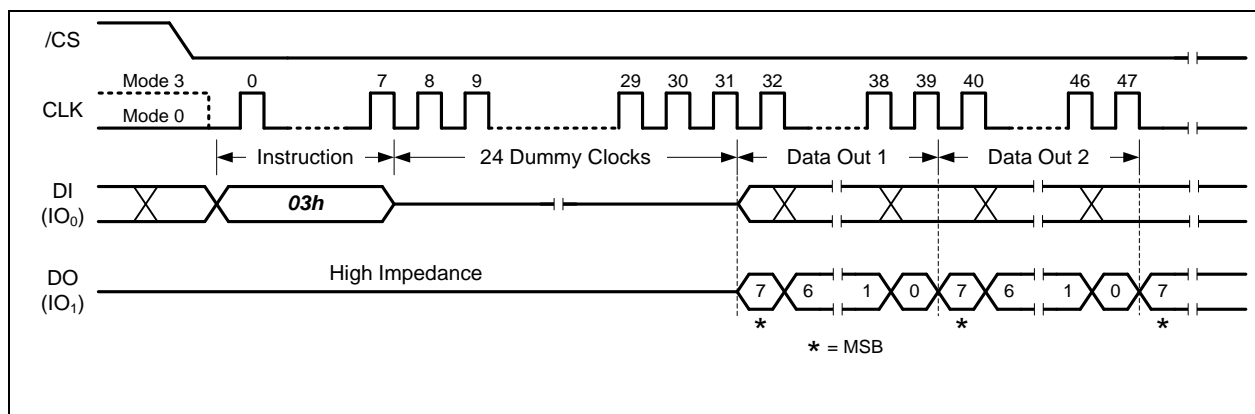 /CS
Mode 3 0 7 8 9 29 30 31 32 38 39 40 46 47
CLK
Mode 0
Instruction 24 Dummy Clocks Data Out 1 Data Out 2
DI
(IO₀)
03h
High Impedance
DO
(IO₁)
7 6 1 0 7 6 1 0 7
* * *
* = MSB